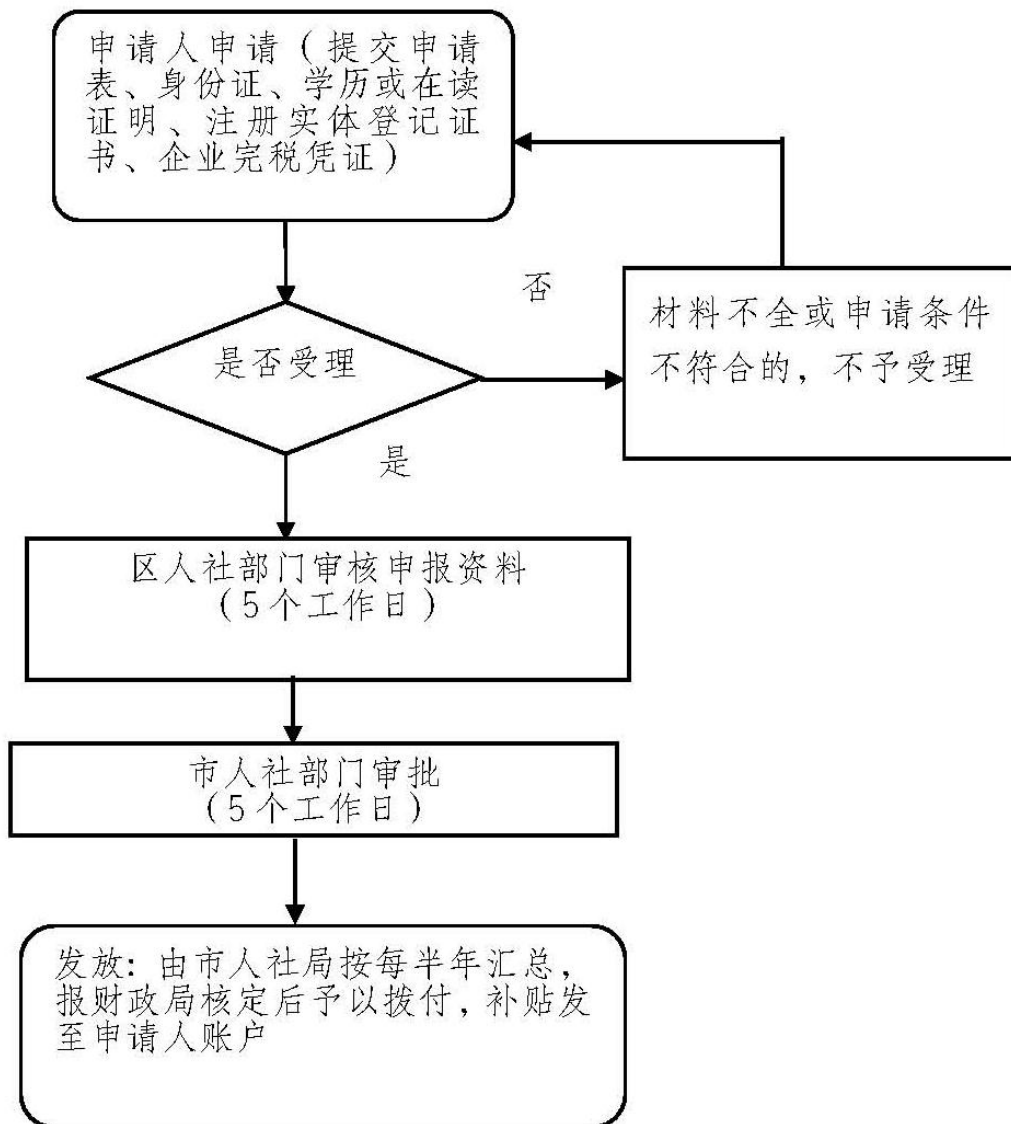 申请人申请（提交申请
表、身份证、学历或在读
证明、注册实体登记证
书、企业完税凭证）
否
材料不全或申请条件
不符合的，不予受理
是否受理
是
区人社部门审核申报资料
（5个工作日）
市人社部门审批
（5个工作日）
发放：由市人社局按每半年汇总，
报财政局核定后予以拨付，补贴发
至申请人账户